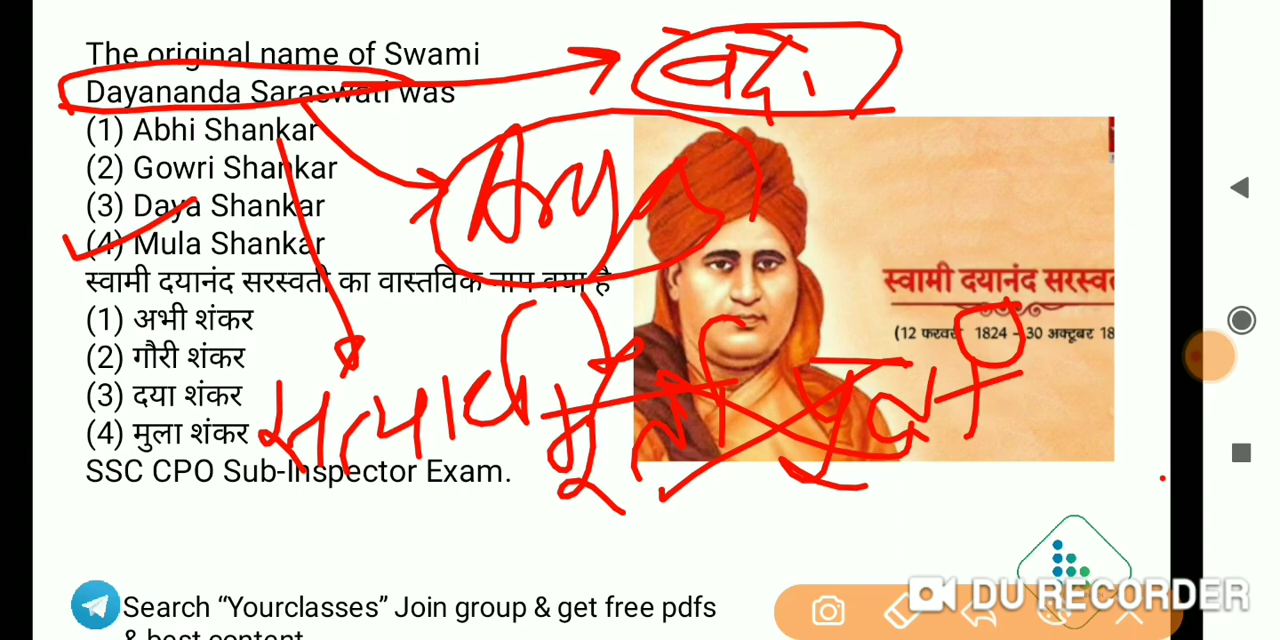 The original name of Swami
Dayananda Saraswati was
(1) Abhi Shankar
(2) Gowri Shankar
(3) Daya Shankar
(4) Mula Shankar
स्वामी दयानंद सरस्वती का वास्तविक नाम क्या है
(1) अभी शंकर
(2) गौरी शंकर
(3) दया शंकर
(4) मुला शंकर
SSC CPO Sub-Inspector Exam.
Search “Yourclasses” Join group & get free pdfs
& best content
Arya
स्वामी दयानंद सरस्व
(12 फरवर 1824 – 30 अक्टूबर 18
DU RECORDER